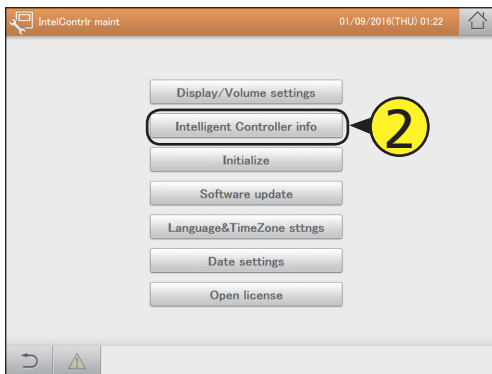 IntelContrlr maint 01/09/2016(THU) 01:22
Display/Volume settings
Intelligent Controller info
2
Initialize
Software update
Language&TimeZone sttngs
Date settings
Open license